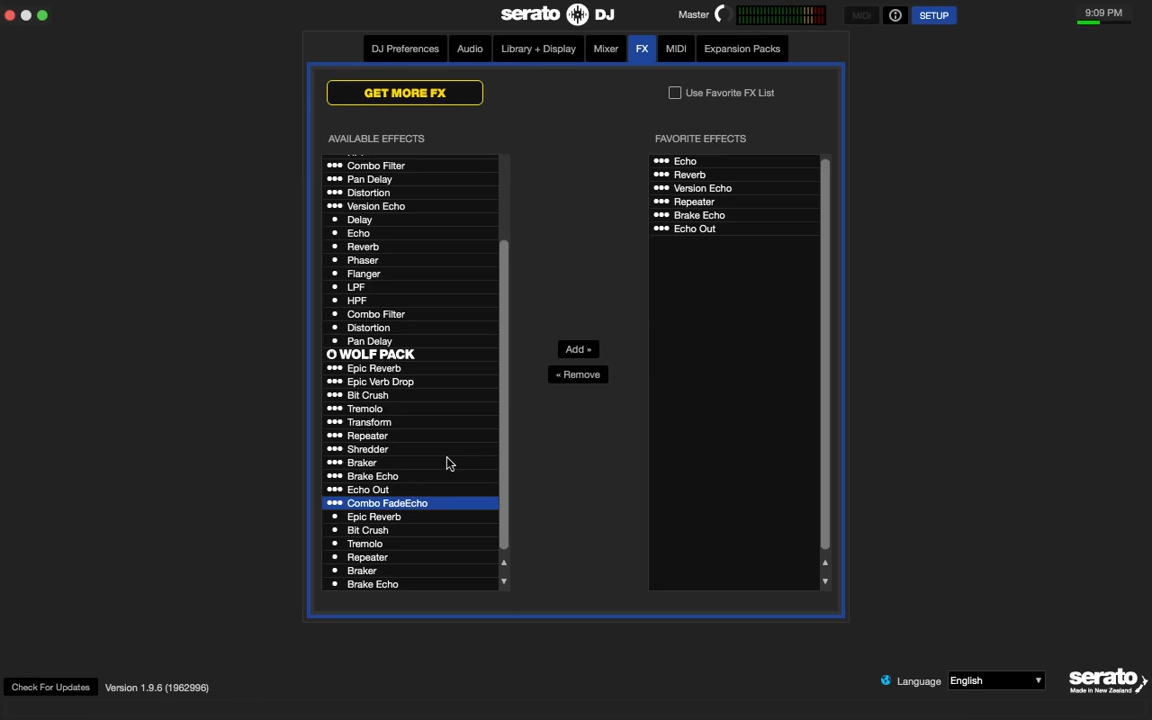 serato DJ
Master
MIDI
SETUP
9:09 PM
DJ Preferences
Audio
Library + Display
Mixer
FX
MIDI
Expansion Packs
GET MORE FX
Use Favorite FX List
AVAILABLE EFFECTS
Combo Filter
Pan Delay
Distortion
Version Echo
Delay
Echo
Reverb
Phaser
Flanger
LPF
HPF
Combo Filter
Distortion
Pan Delay
WOLF PACK
Epic Reverb
Epic Verb Drop
Bit Crush
Tremolo
Transform
Repeater
Shredder
Braker
Brake Echo
Echo Out
Combo FadeEcho
Epic Reverb
Bit Crush
Tremolo
Repeater
Braker
Brake Echo
Add »
« Remove
FAVORITE EFFECTS
Echo
Reverb
Version Echo
Repeater
Brake Echo
Echo Out
Check For Updates
Version 1.9.6 (1962996)
Language
English
serato
Made in New Zealand